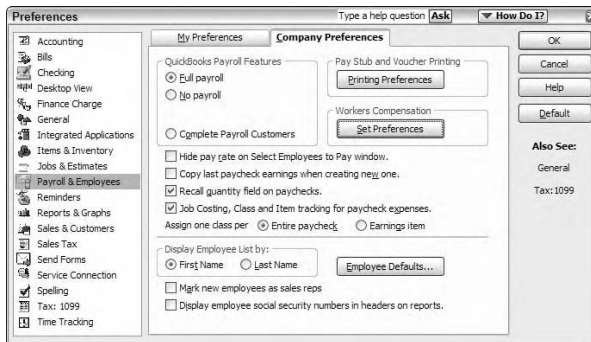 Preferences
Type a help question Ask
How Do I?
Accounting
Bills
Checking
Desktop View
Finance Charge
General
Integrated Applications
Items & Inventory
Jobs & Estimates
Payroll & Employees
Reminders
Reports & Graphs
Sales & Customers
Sales Tax
Send Forms
Service Connection
Spelling
Tax: 1099
Time Tracking
My Preferences
Company Preferences
QuickBooks Payroll Features
Full payroll
No payroll
Complete Payroll Customers
Pay Stub and Voucher Printing
Printing Preferences
Workers Compensation
Set Preferences
Hide pay rate on Select Employees to Pay window.
Copy last paycheck earnings when creating new one.
Recall quantity field on paychecks.
Job Costing, Class and Item tracking for paycheck expenses.
Assign one class per Entire paycheck Earnings item
Display Employee List by:
First Name Last Name
Employee Defaults...
Mark new employees as sales reps
Display employee social security numbers in headers on reports.
OK
Cancel
Help
Default
Also See:
General
Tax:1099